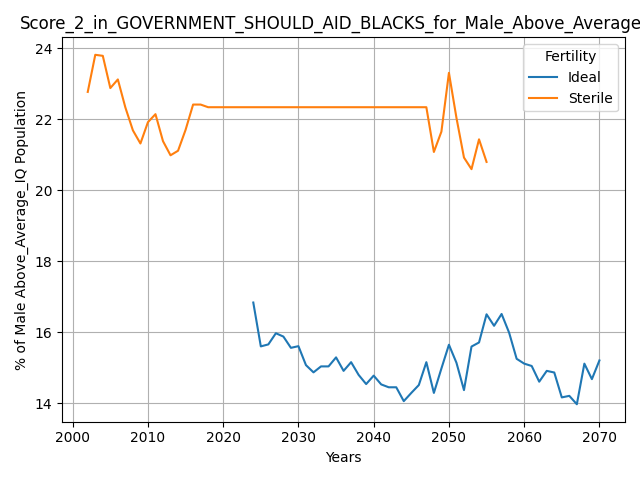 Score_2_in_GOVERNMENT_SHOULD_AID_BLACKS_for_Male_Above_Average
Fertility
Ideal
Sterile
% of Male Above_Average_IQ Population
24
22
20
18
16
14
2000 2010 2020 2030 2040 2050 2060 2070
Years